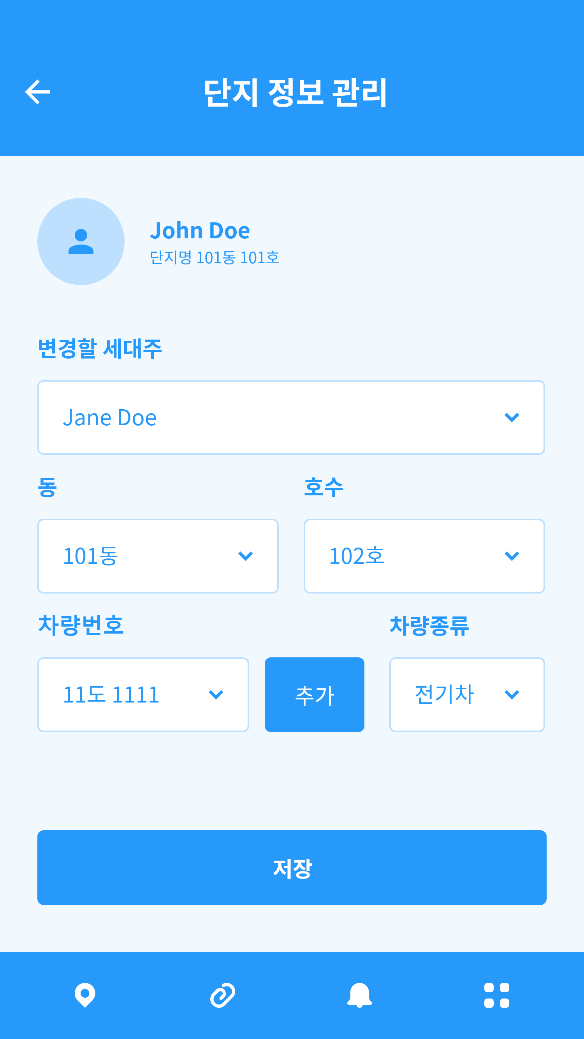 단지 정보 관리
John Doe
단지명 101동 101호
변경할 세대주
Jane Doe
동 호수
101동 102호
차량번호 차량종류
11도 1111 추가 전기차
저장